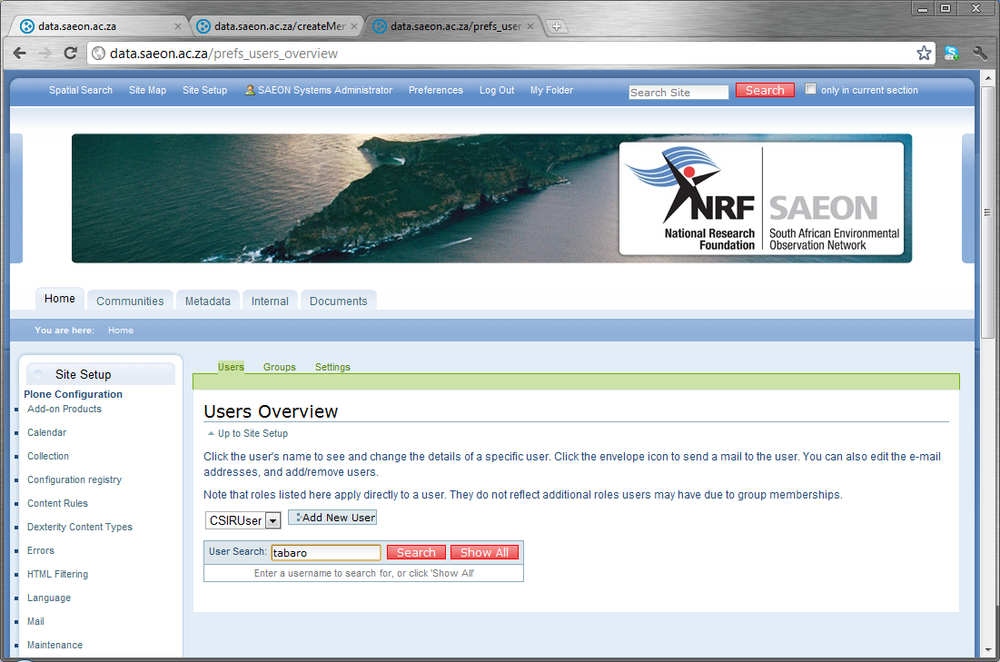 data.saeon.ac.za
data.saeon.ac.za/createMer
data.saeon.ac.za/prefs_user
data.saeon.ac.za/prefs_users_overview
Spatial Search Site Map Site Setup SAEON Systems Administrator Preferences Log Out My Folder Search Site Search only in current section
NRF
National Research
Foundation
SAEON
South African Environmental
Observation Network
Home Communities Metadata Internal Documents
You are here: Home
Site Setup
Plone Configuration
Add-on Products
Calendar
Collection
Configuration registry
Content Rules
Dexterity Content Types
Errors
HTML Filtering
Language
Mail
Maintenance
Users Groups Settings
Users Overview
Up to Site Setup
Click the user's name to see and change the details of a specific user. Click the envelope icon to send a mail to the user. You can also edit the e-mail
addresses, and add/remove users.
Note that roles listed here apply directly to a user. They do not reflect additional roles users may have due to group memberships.
CSIRUser Add New User
User Search: tabaro Search Show All
Enter a username to search for, or click 'Show All'